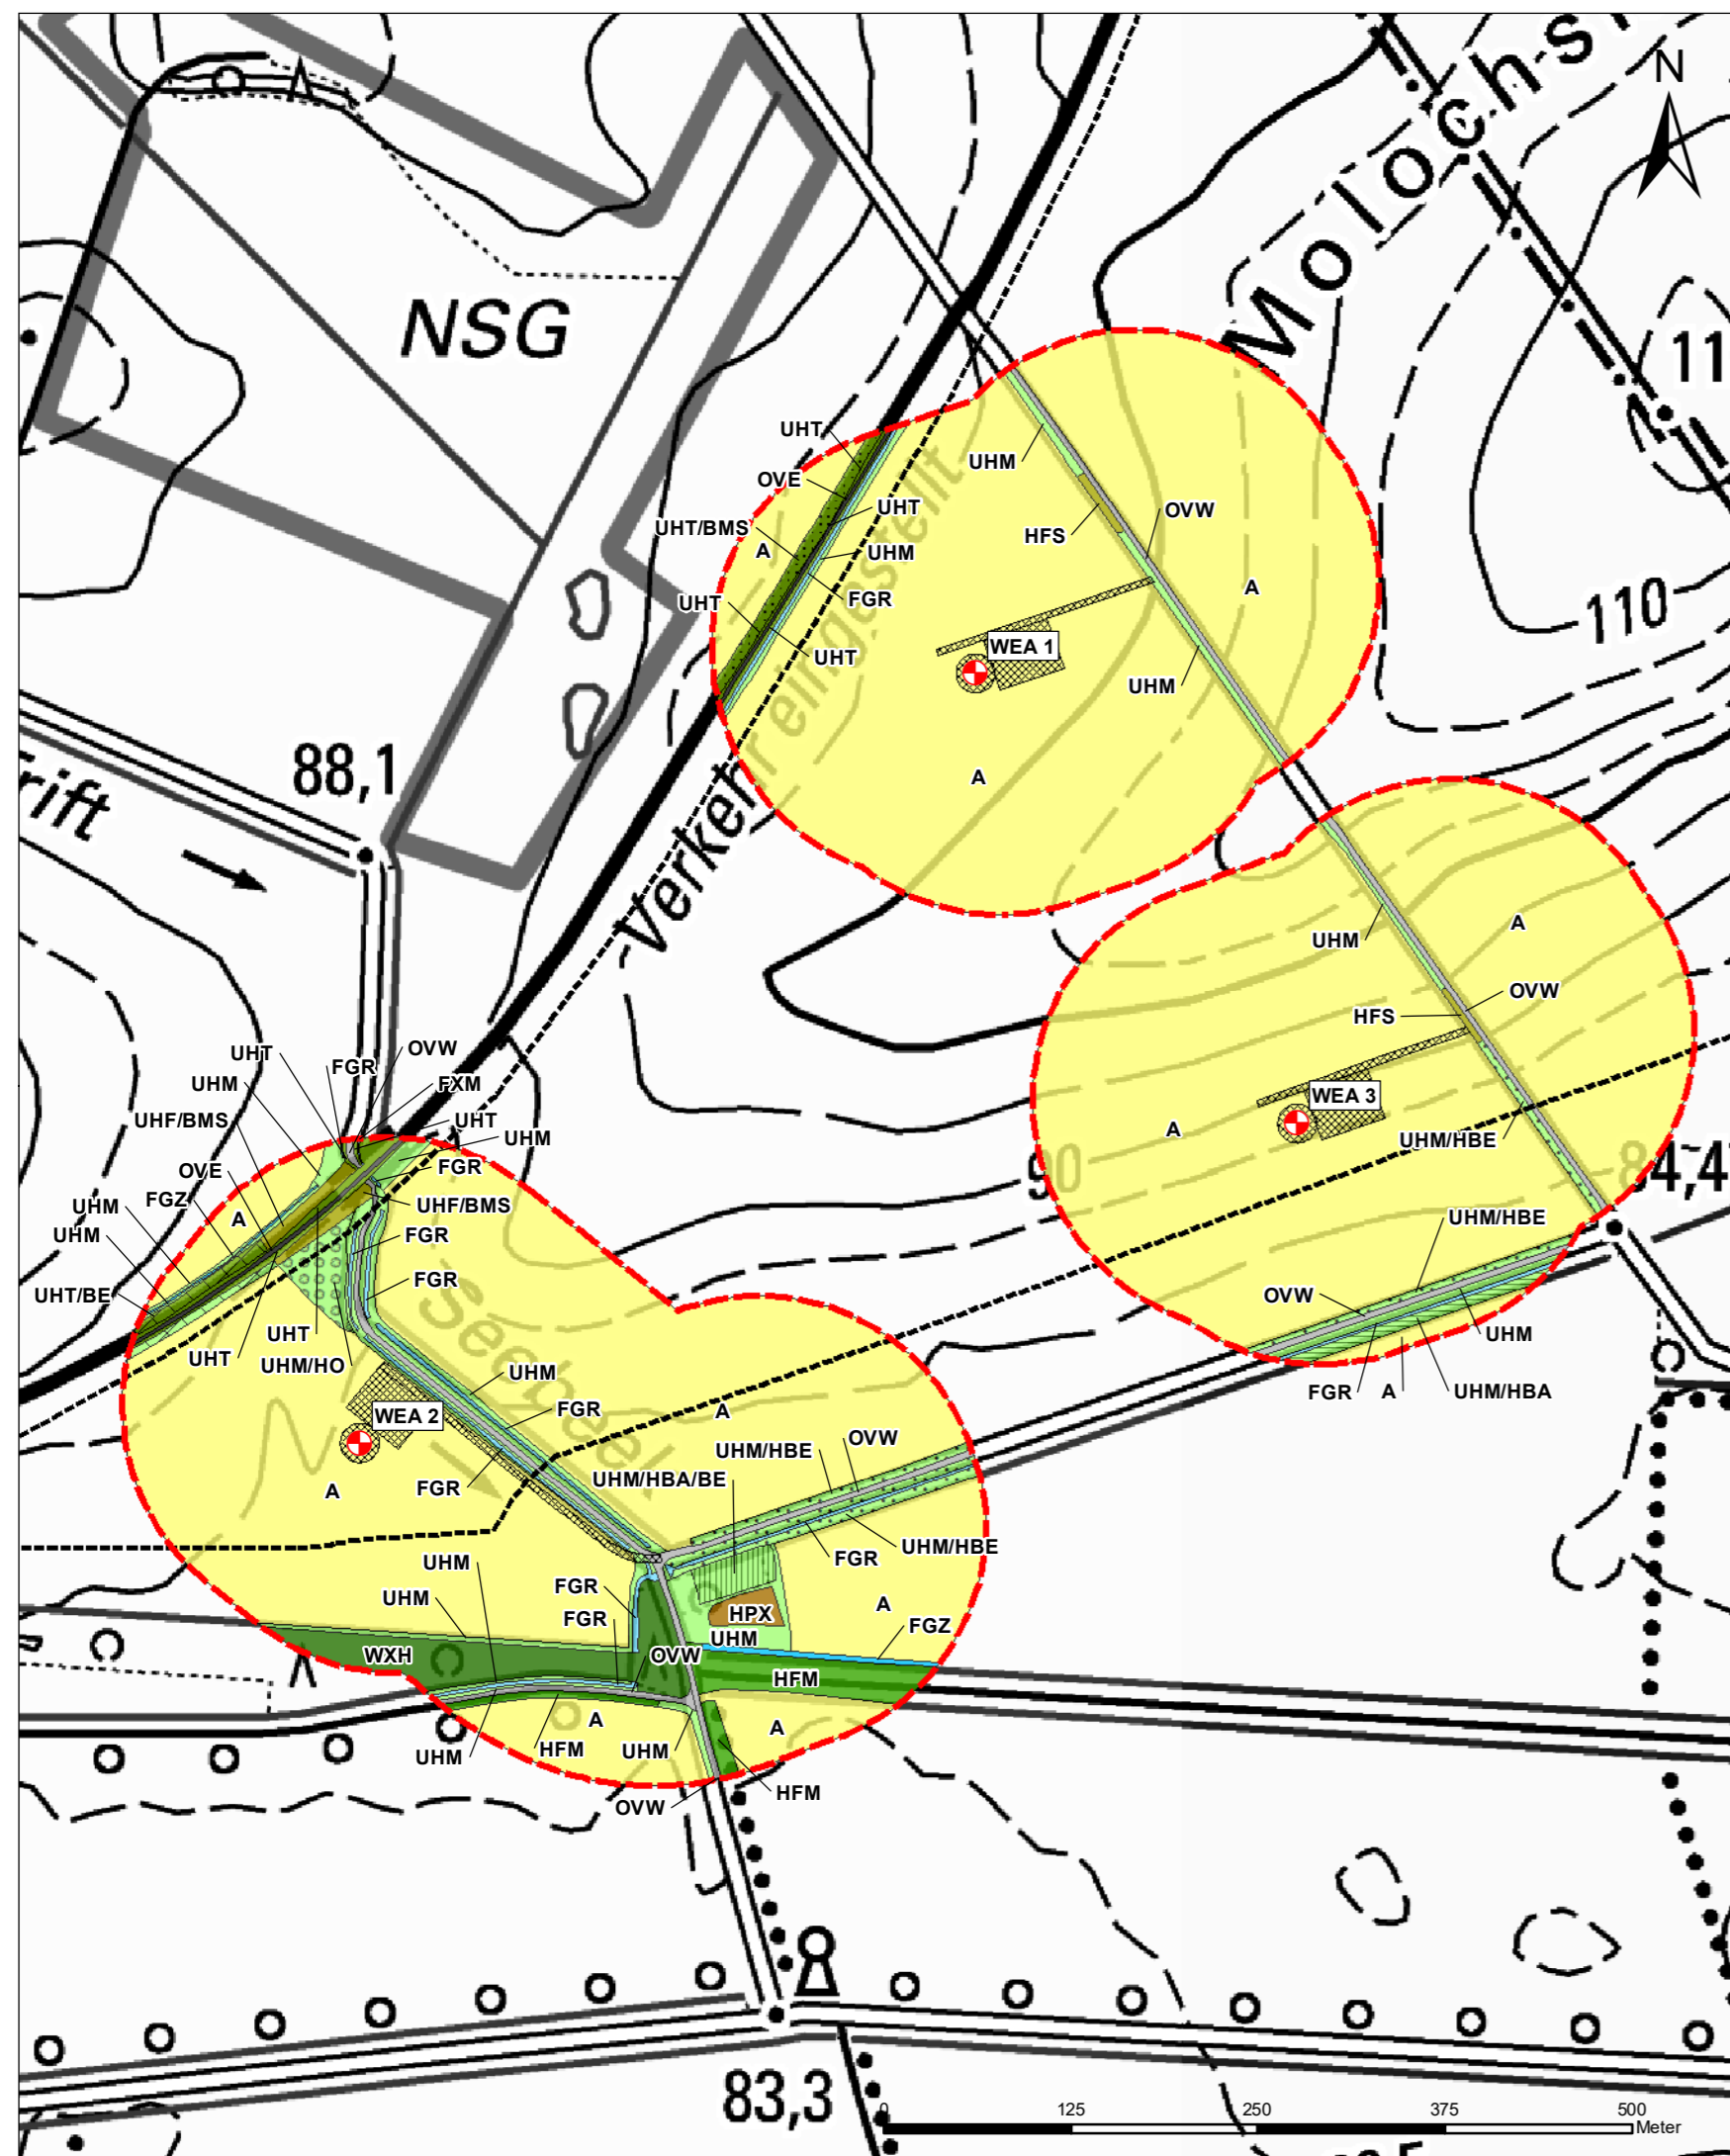 Molochs
N
11
NSG
UHT
OVE
UHM
UHT
OVW
UHT/BMS
A
UHM
HFS
A
UHT
FGR
110
WEA 1
UHT
UHM
Verkehr eingestellt
88,1
A
rift
A
UHM
OVW
HFS
UHT
FGR
OVW
UHM
FXM
WEA 3
UHF/BMS
UHT
A
UHM
UHM/HBE
OVE
FGR
90
84,4
FGZ
UHM
A
UHF/BMS
UHM/HBE
UHM
FGR
FGR
UHT/BE
OVW
UHT
UHM
UHT
UHM/HO
Seebeek
UHM
FGR
A
UHM/HBA
WEA 2
FGR
A
OVW
UHM/HBE
UHM/HBA/BE
FGR
A
UHM/HBE
FGR
UHM
FGR
UHM
A
HPX
FGR
FGZ
UHM
WXH
OVW
HFM
A
A
UHM
HFM
UHM
HFM
OVW
83,3
0
125
250
375
500
Meter